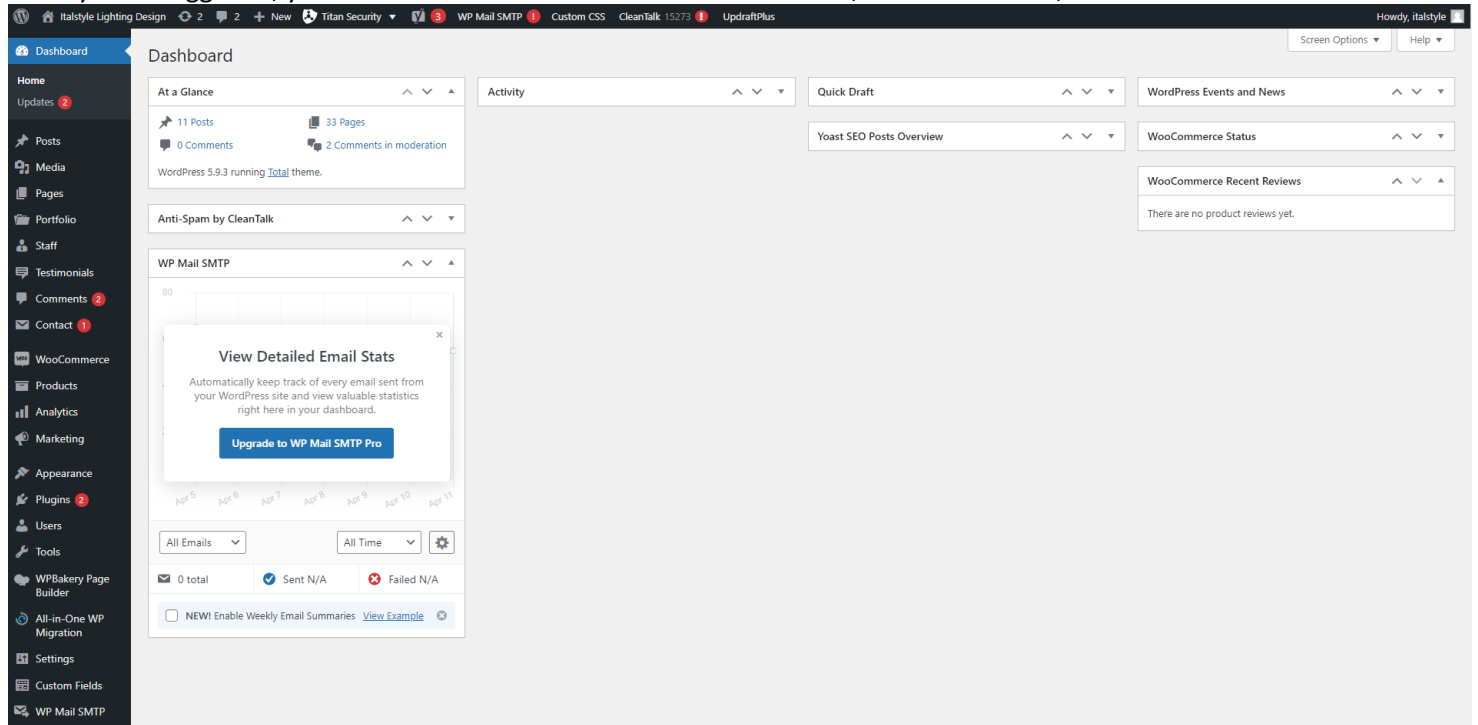 Italstyle Lighting Design 2 2 New Titan Security 3 WP Mail SMTP ! Custom CSS CleanTalk 15273 ! UpdraftPlus Howdy, italstyle
Screen Options Help
Dashboard
Home
Updates 2
Posts
Media
Pages
Portfolio
Staff
Testimonials
Comments 2
Contact 1
WooCommerce
Products
Analytics
Marketing
Appearance
Plugins 2
Users
Tools
WPBakery Page
Builder
All-in-One WP
Migration
Settings
Custom Fields
WP Mail SMTP
Dashboard
At a Glance
11 Posts 33 Pages
0 Comments 2 Comments in moderation
WordPress 5.9.3 running Total theme.
Anti-Spam by CleanTalk
WP Mail SMTP
80
View Detailed Email Stats
Automatically keep track of every email sent from
your WordPress site and view valuable statistics
right here in your dashboard.
Upgrade to WP Mail SMTP Pro
Apr 5 Apr 6 Apr 7 Apr 8 Apr 9 Apr 10 Apr 11
All Emails All Time
0 total Sent N/A Failed N/A
NEW! Enable Weekly Email Summaries View Example
Activity
Quick Draft
Yoast SEO Posts Overview
WordPress Events and News
WooCommerce Status
WooCommerce Recent Reviews
There are no product reviews yet.